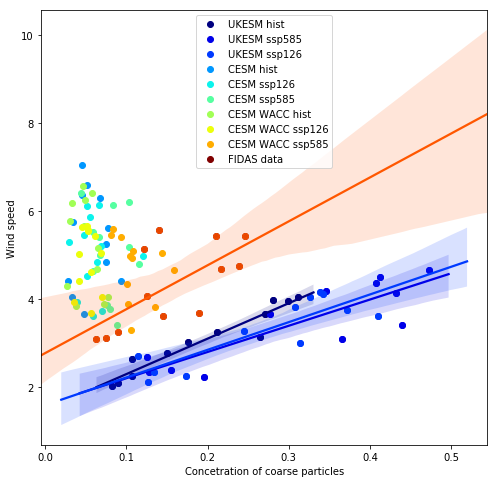 10
8
6
4
2
Wind speed
UKESM hist
UKESM ssp585
UKESM ssp126
CESM hist
CESM ssp126
CESM ssp585
CESM WACC hist
CESM WACC ssp126
CESM WACC ssp585
FIDAS data
0.0 0.1 0.2 0.3 0.4 0.5
Concetration of coarse particles